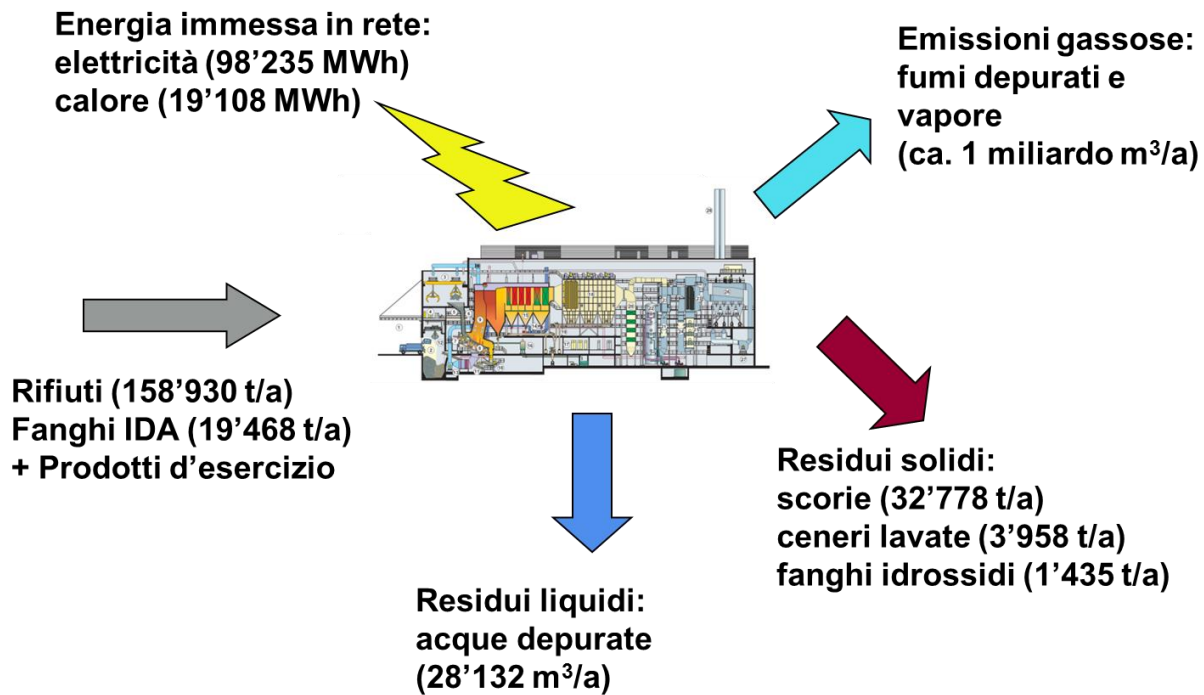 Energia immessa in rete:
elettricità (98’235 MWh)
calore (19’108 MWh)
Emissioni gassose:
fumi depurati e
vapore
(ca. 1 miliardo m³/a)
Rifiuti (158’930 t/a)
Fanghi IDA (19’468 t/a)
+ Prodotti d’esercizio
Residui solidi:
scorie (32’778 t/a)
ceneri lavate (3’958 t/a)
fanghi idrossidi (1’435 t/a)
Residui liquidi:
acque depurate
(28’132 m³/a)